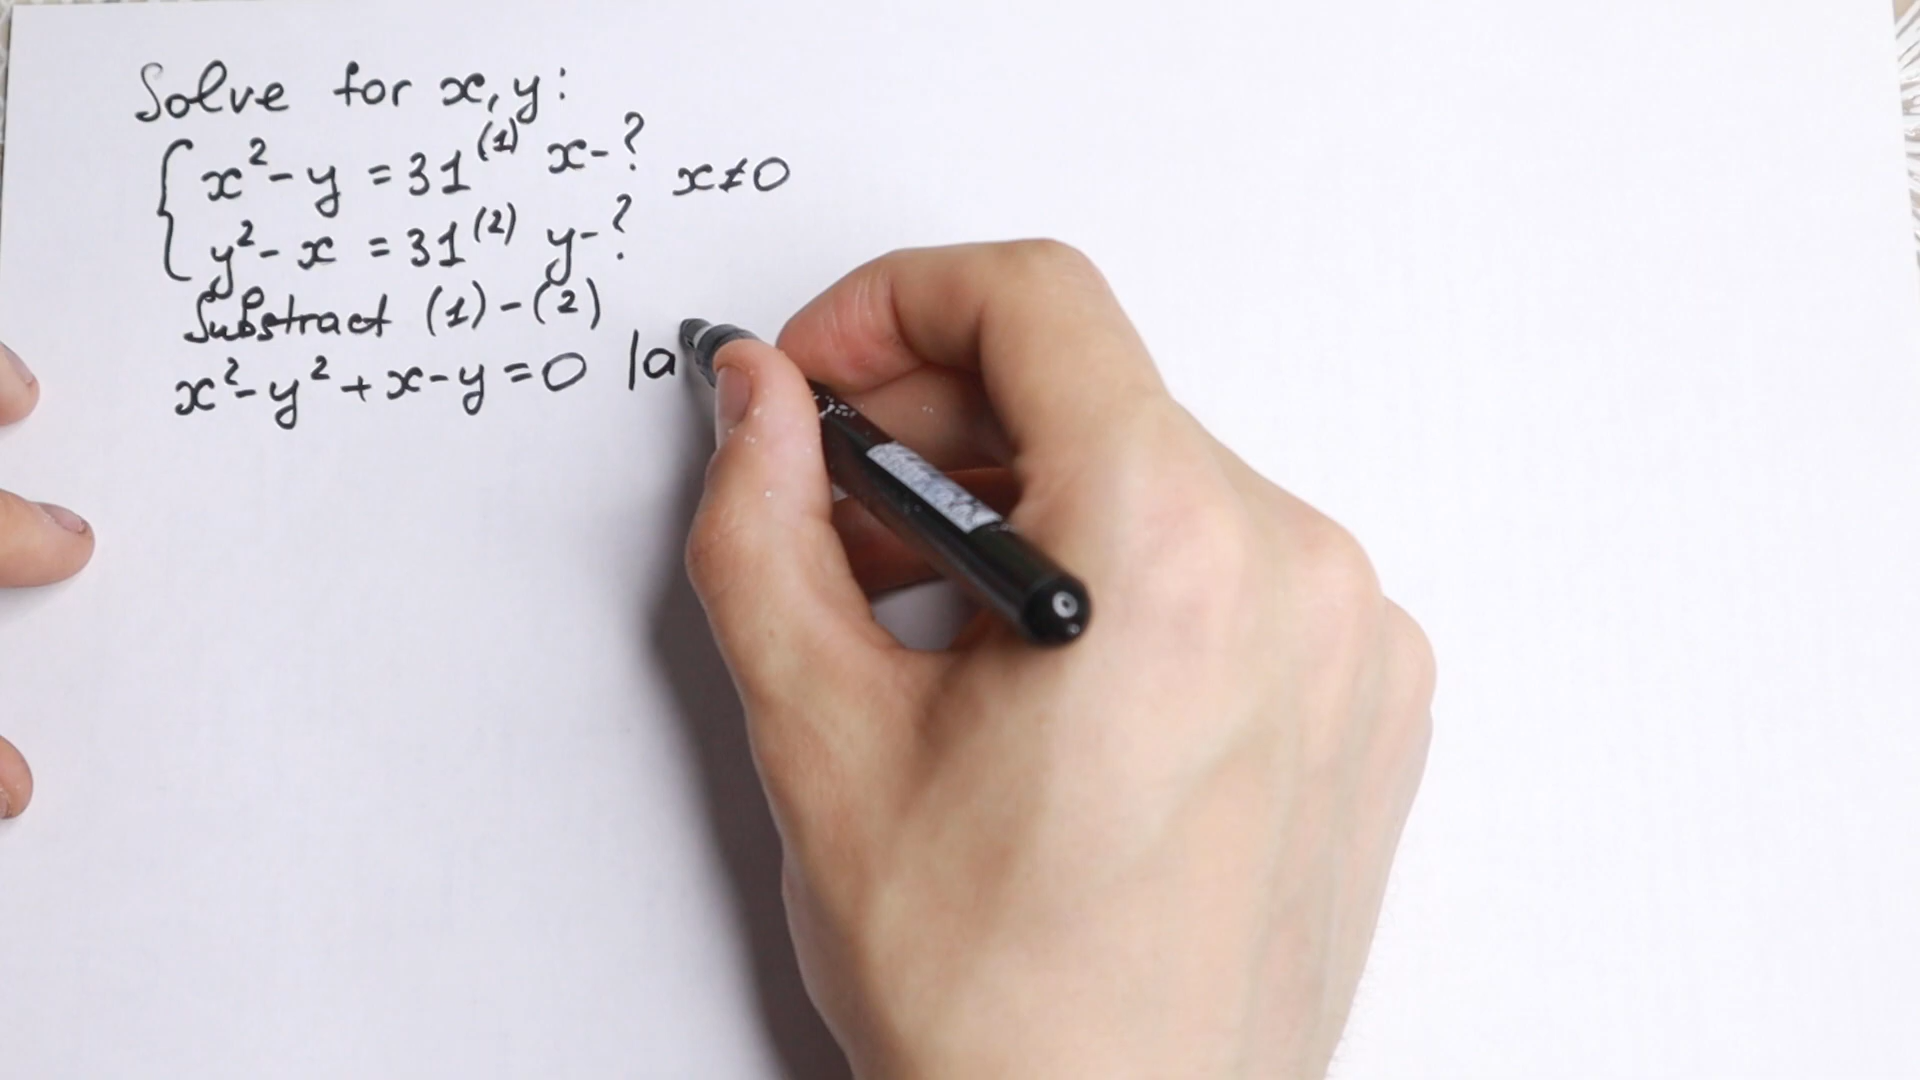 Solve for x, y:
x² - y = 31 (1) x - ?
x ≠ 0
y² - x = 31 (2) y - ?
Substract (1) - (2)
x² - y² + x - y = 0 | a